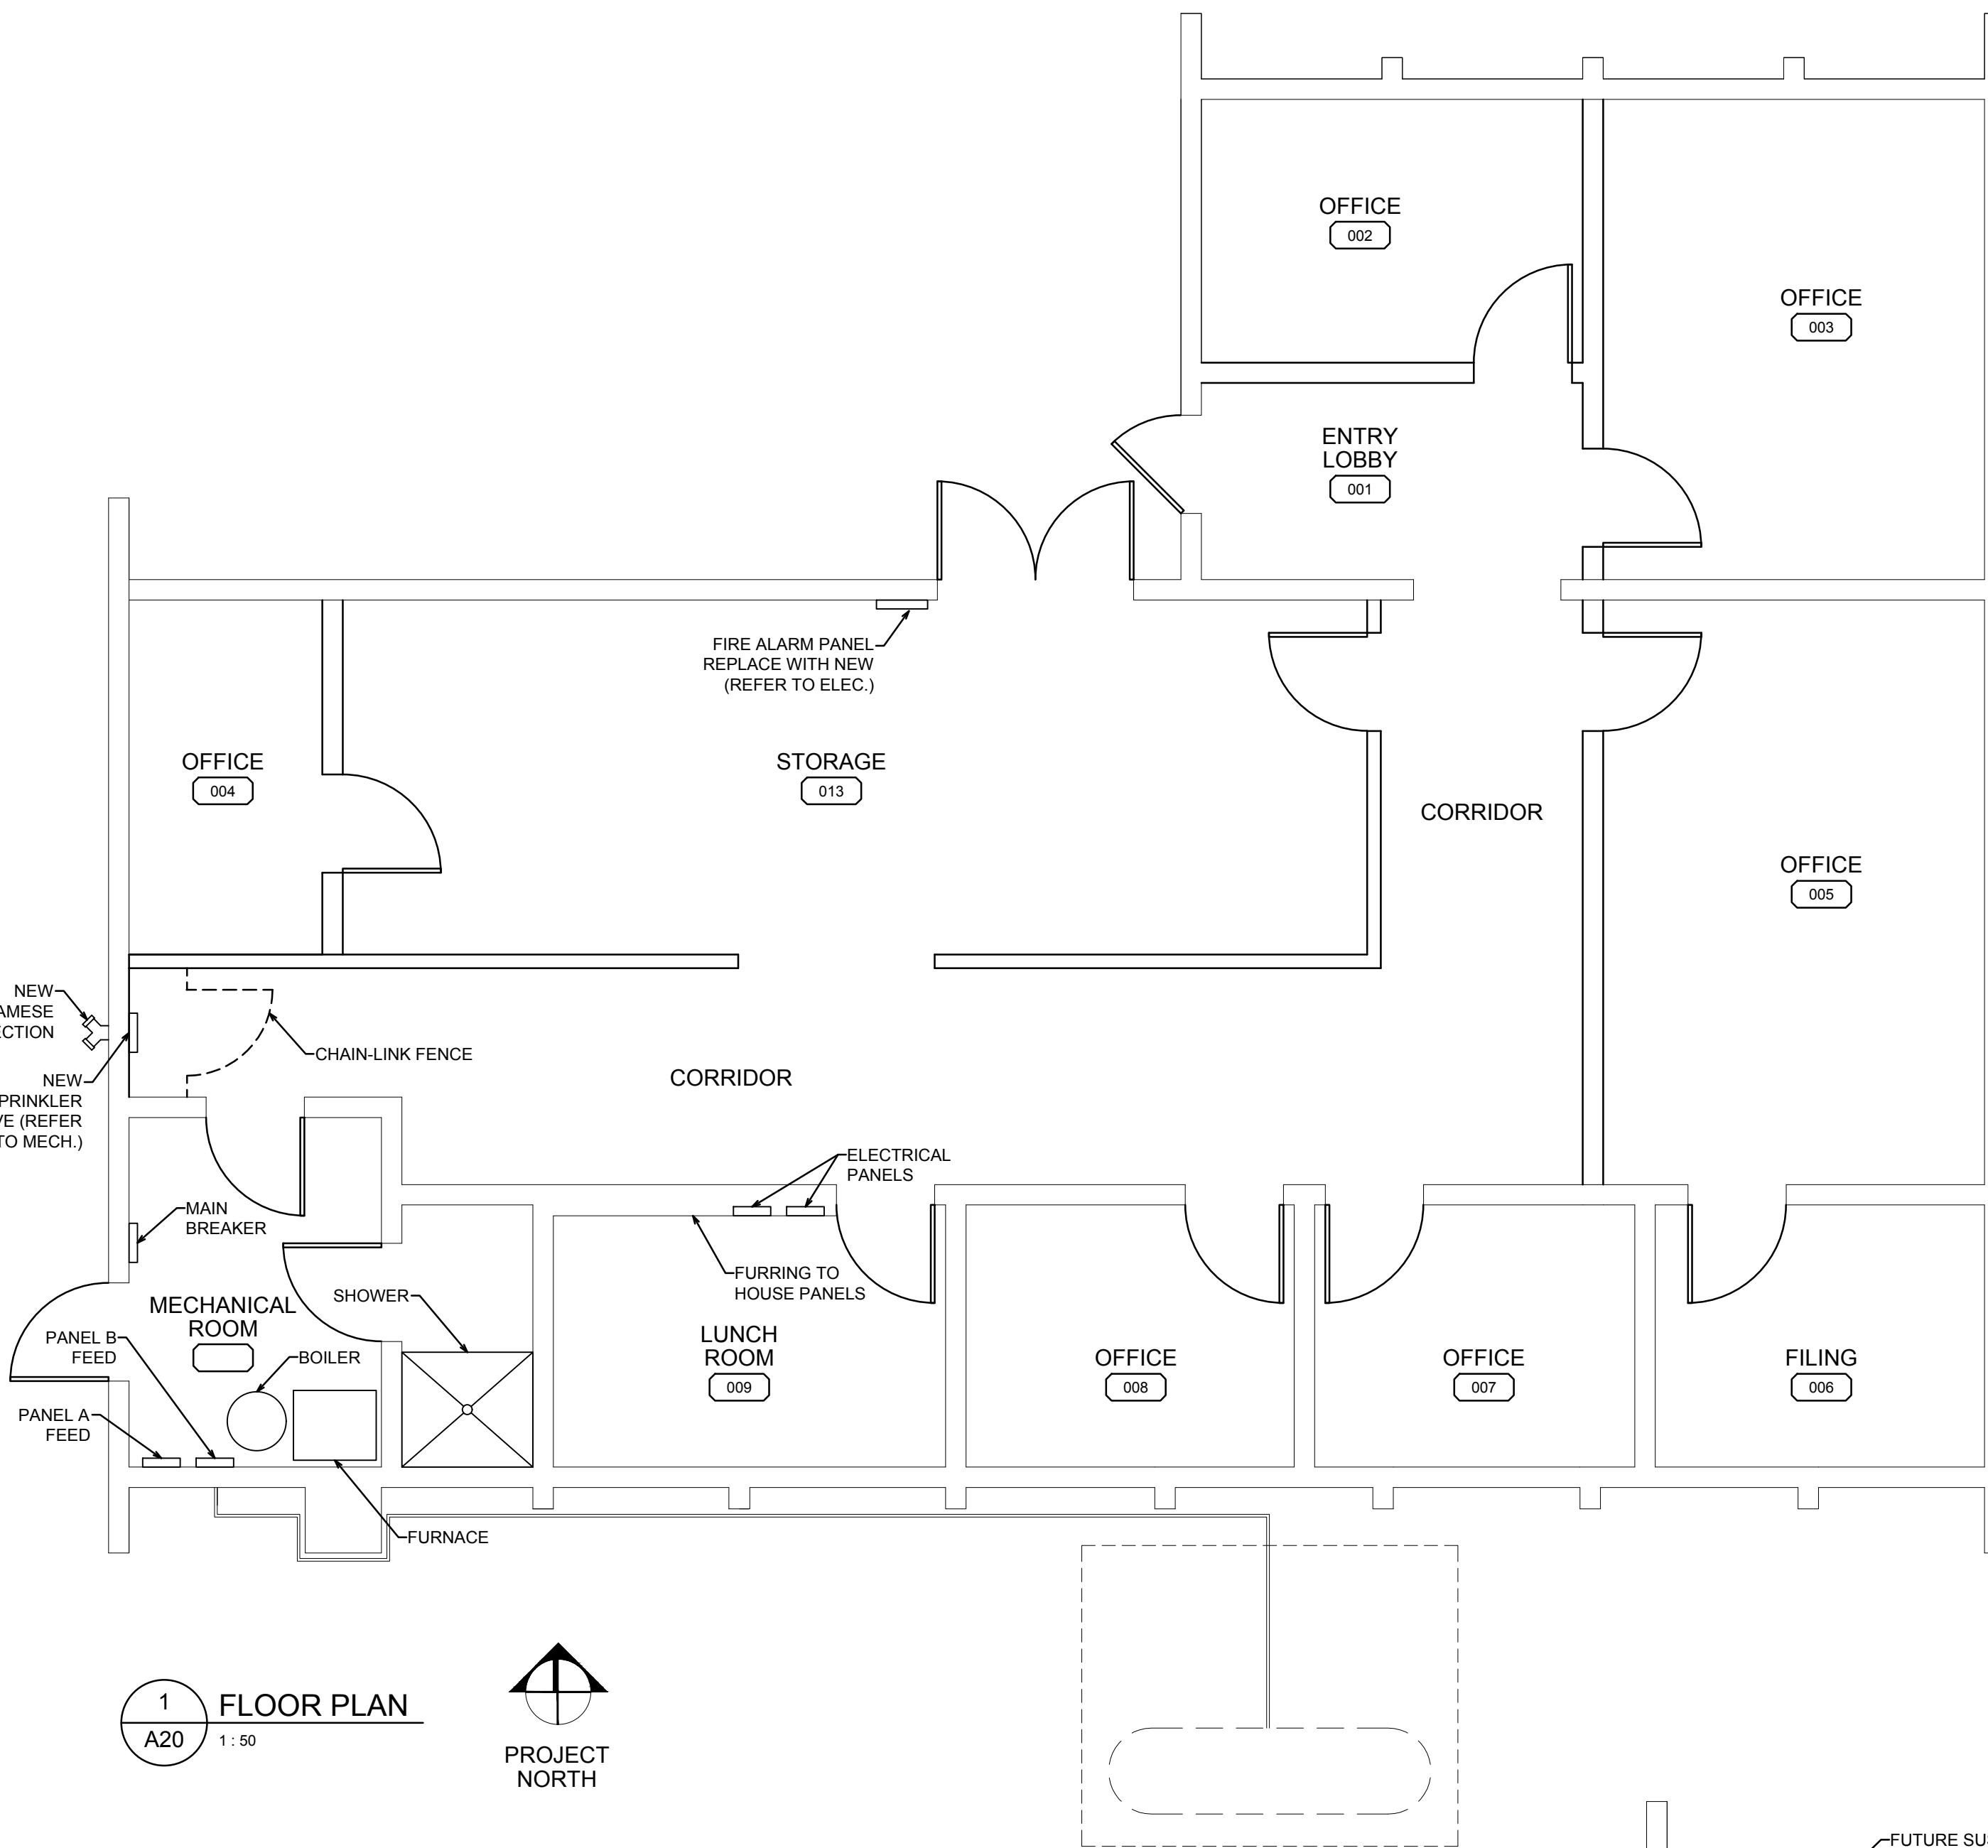 OFFICE
002
OFFICE
003
ENTRY
LOBBY
001
FIRE ALARM PANEL
REPLACE WITH NEW
(REFER TO ELEC.)
OFFICE
004
STORAGE
013
CORRIDOR
OFFICE
005
NEW
AMESE
ECTION
CHAIN-LINK FENCE
NEW
PRINKLER
VE (REFER
TO MECH.)
CORRIDOR
ELECTRICAL
PANELS
MAIN
BREAKER
FURRING TO
HOUSE PANELS
SHOWER
MECHANICAL
ROOM
PANEL B
FEED
BOILER
LUNCH
ROOM
009
OFFICE
008
OFFICE
007
FILING
006
PANEL A
FEED
FURNACE
1
A20
FLOOR PLAN
1 : 50
PROJECT
NORTH
FUTURE SU